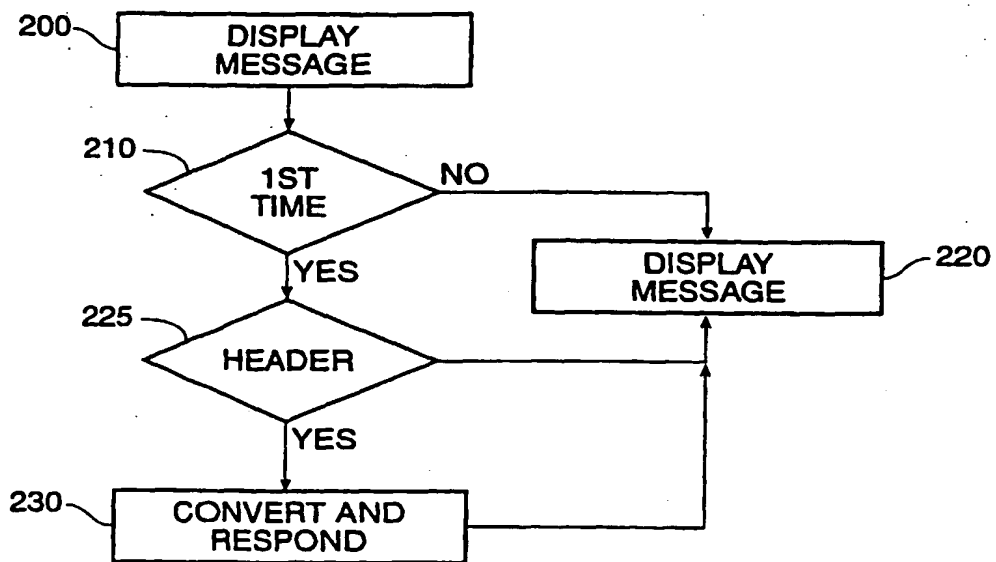 200
DISPLAY
MESSAGE
210
1ST
TIME
NO
YES
DISPLAY
MESSAGE
220
225
HEADER
YES
230
CONVERT AND
RESPOND